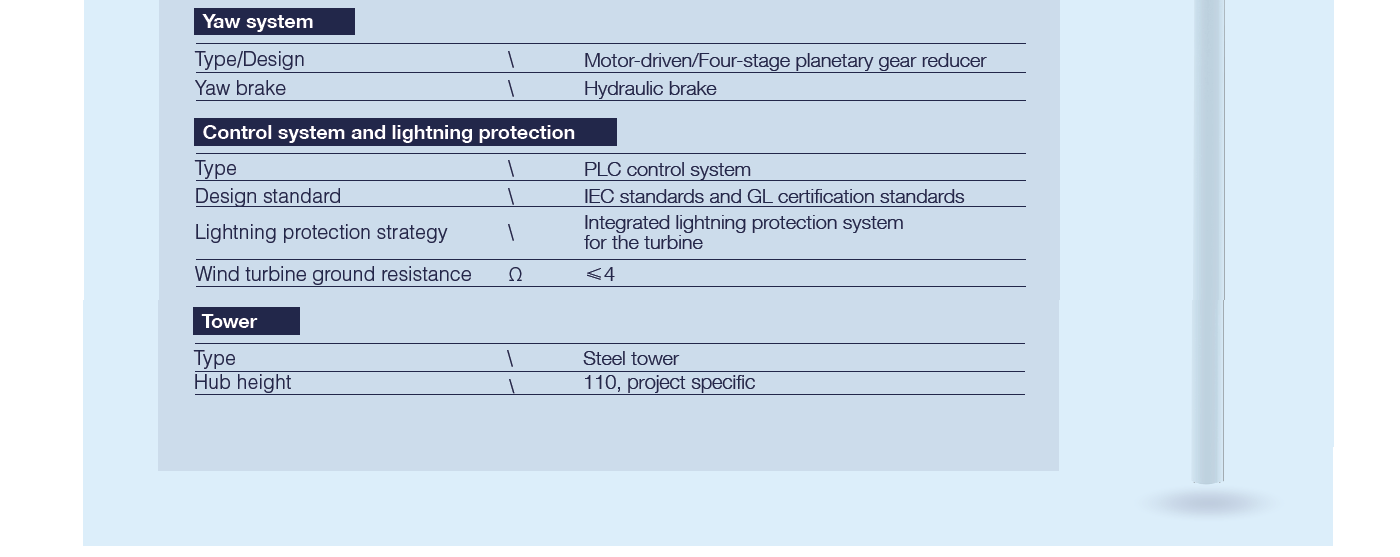 Yaw system
Type/Design \ Motor-driven/Four-stage planetary gear reducer
Yaw brake \ Hydraulic brake
Control system and lightning protection
Type \ PLC control system
Design standard \ IEC standards and GL certification standards
Lightning protection strategy \ Integrated lightning protection system
for the turbine
Wind turbine ground resistance Ω ⩽4
Tower
Type \ Steel tower
Hub height \ 110, project specific